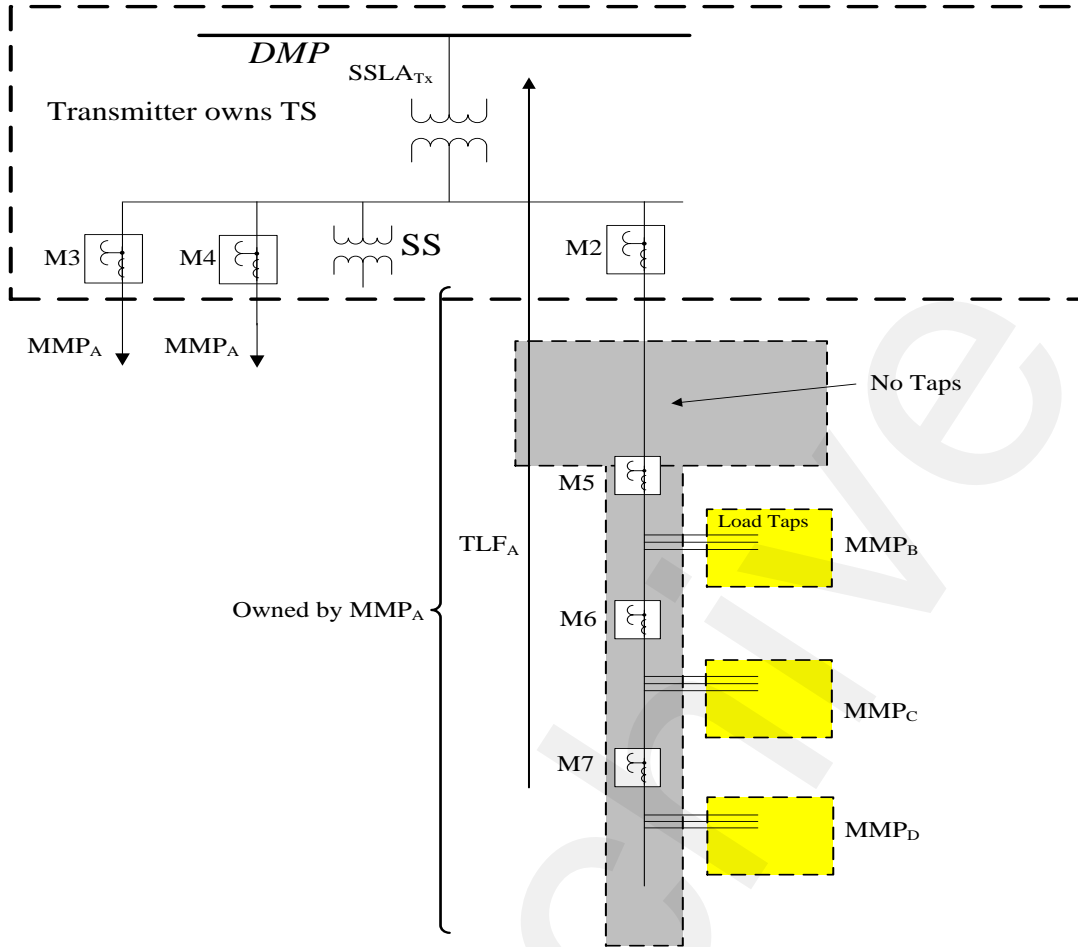 DMP
SSLATx
Transmitter owns TS
M3
M4
SS
M2
MMPA
MMPA
No Taps
M5
Load Taps
MMPB
TLFA
M6
Owned by MMPA
MMPC
M7
MMPD